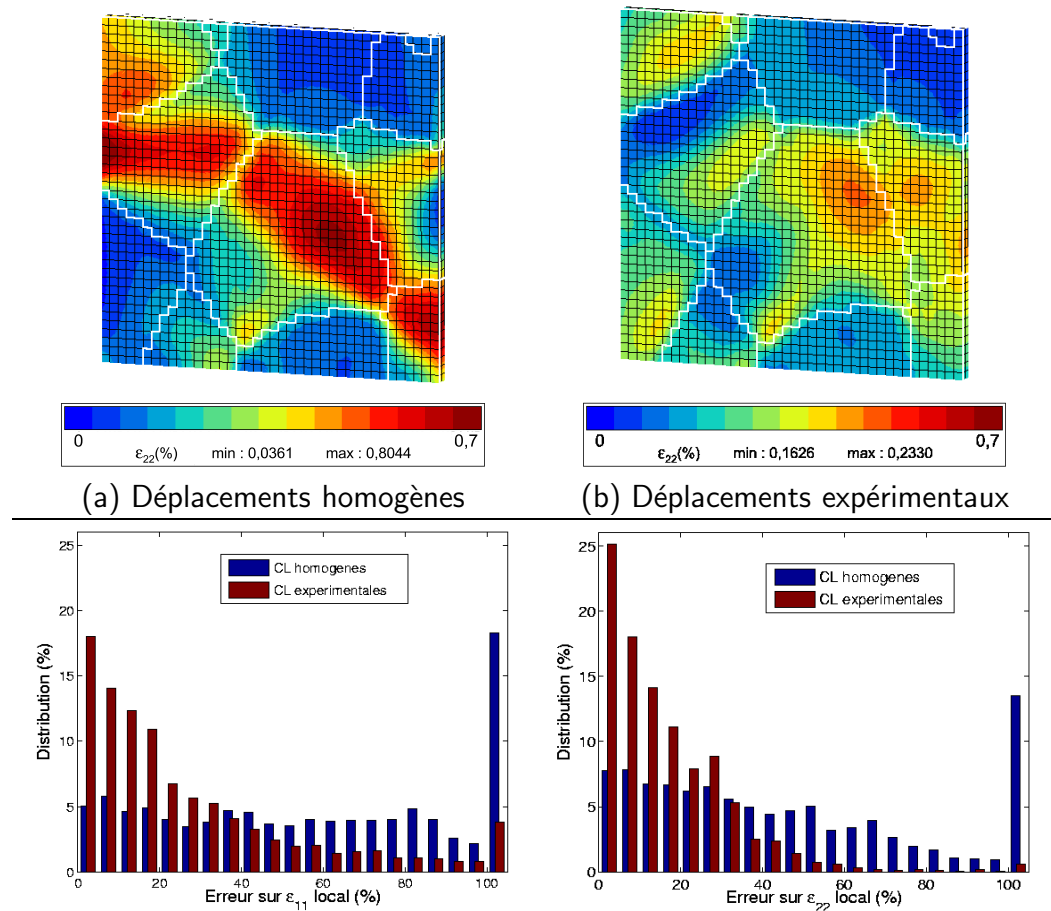 0 0,7
ε22(%) min : 0,0361 max : 0,8044
(a) Déplacements homogènes
0 0,7
ε22(%) min : 0,1626 max : 0,2330
(b) Déplacements expérimentaux
25
20
15
10
5
0
Distribution (%)
CL homogenes
CL experimentales
0 20 40 60 80 100
Erreur sur ε11 local (%)
25
20
15
10
5
0
Distribution (%)
CL homogenes
CL experimentales
0 20 40 60 80 100
Erreur sur ε22 local (%)